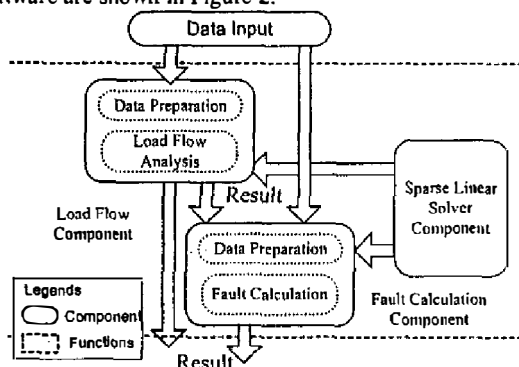 ftware are shown in Figure 2.
Data Input
Data Preparation
Load Flow
Analysis
Result
Sparse Linear
Solver
Component
Load Flow
Component
Data Preparation
Fault Calculation
Fault Calculation
Component
Legends
Component
Functions
Result